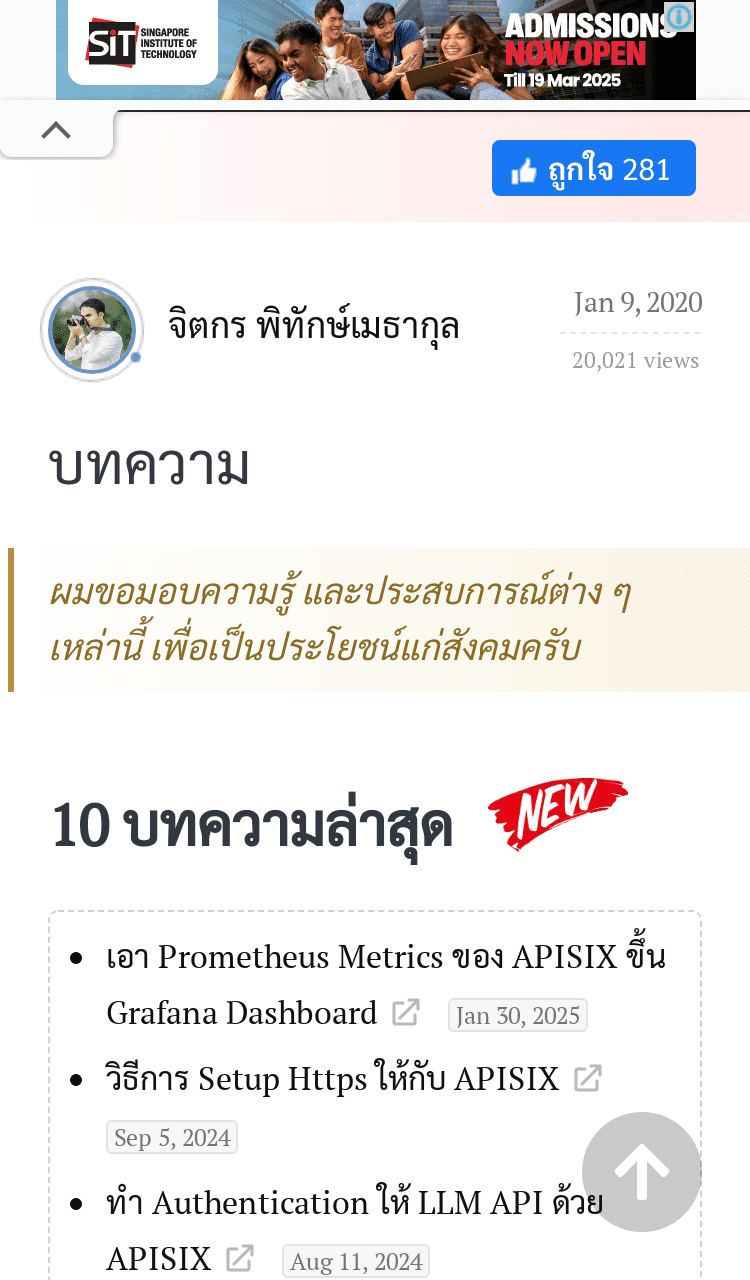 SiT SINGAPORE
INSTITUTE OF
TECHNOLOGY
ADMISSIONS
NOW OPEN
Till 19 Mar 2025
ถูกใจ 281
จิตกร พิทักษ์เมธากุล
Jan 9, 2020
20,021 views
บทความ
ผมขอมอบความรู้ และประสบการณ์ต่าง ๆ
เหล่านี้ เพื่อเป็นประโยชน์แก่สังคมครับ
10 บทความล่าสุด NEW
เอา Prometheus Metrics ของ APISIX ขึ้น
Grafana Dashboard Jan 30, 2025
วิธีการ Setup Https ให้กับ APISIX
Sep 5, 2024
ทำ Authentication ให้ LLM API ด้วย
APISIX Aug 11, 2024